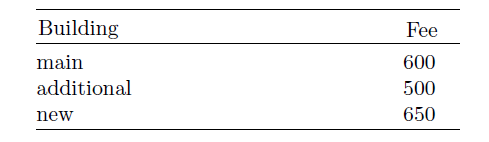 Building Fee
main 600
additional 500
new 650